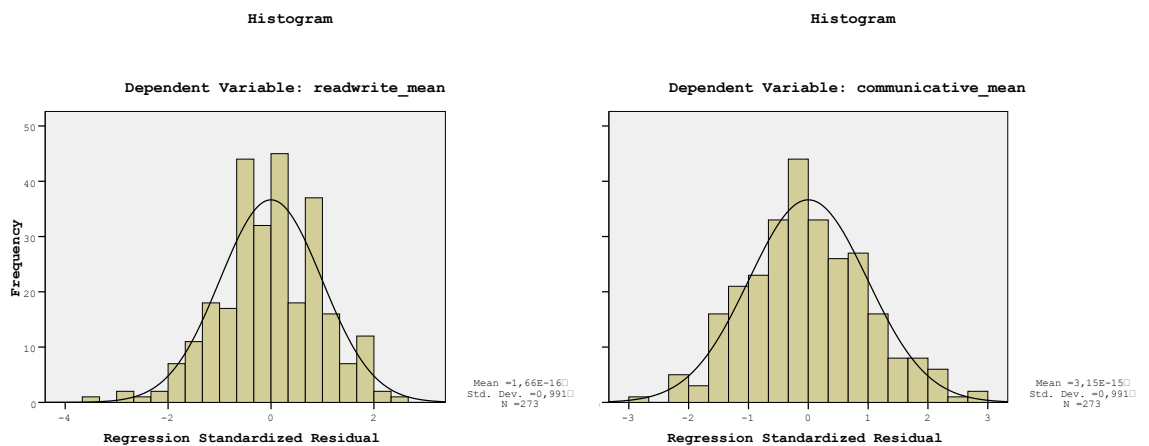 Histogram
Dependent Variable: readwrite_mean
Frequency
50
40
30
20
10
0
-4
-2
0
2
Regression Standardized Residual
Mean =1,66E-16
Std. Dev. =0,991
N =273
Histogram
Dependent Variable: communicative_mean
-3
-2
-1
0
1
2
3
Regression Standardized Residual
Mean =3,15E-15
Std. Dev. =0,991
N =273